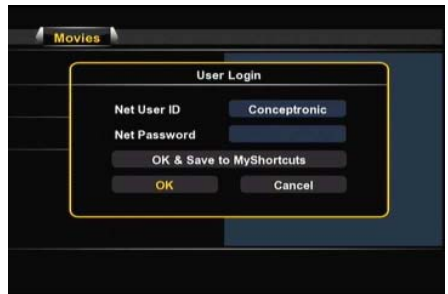 Movies
User Login
Net User ID Conceptronic
Net Password
OK & Save to MyShortcuts
OK Cancel